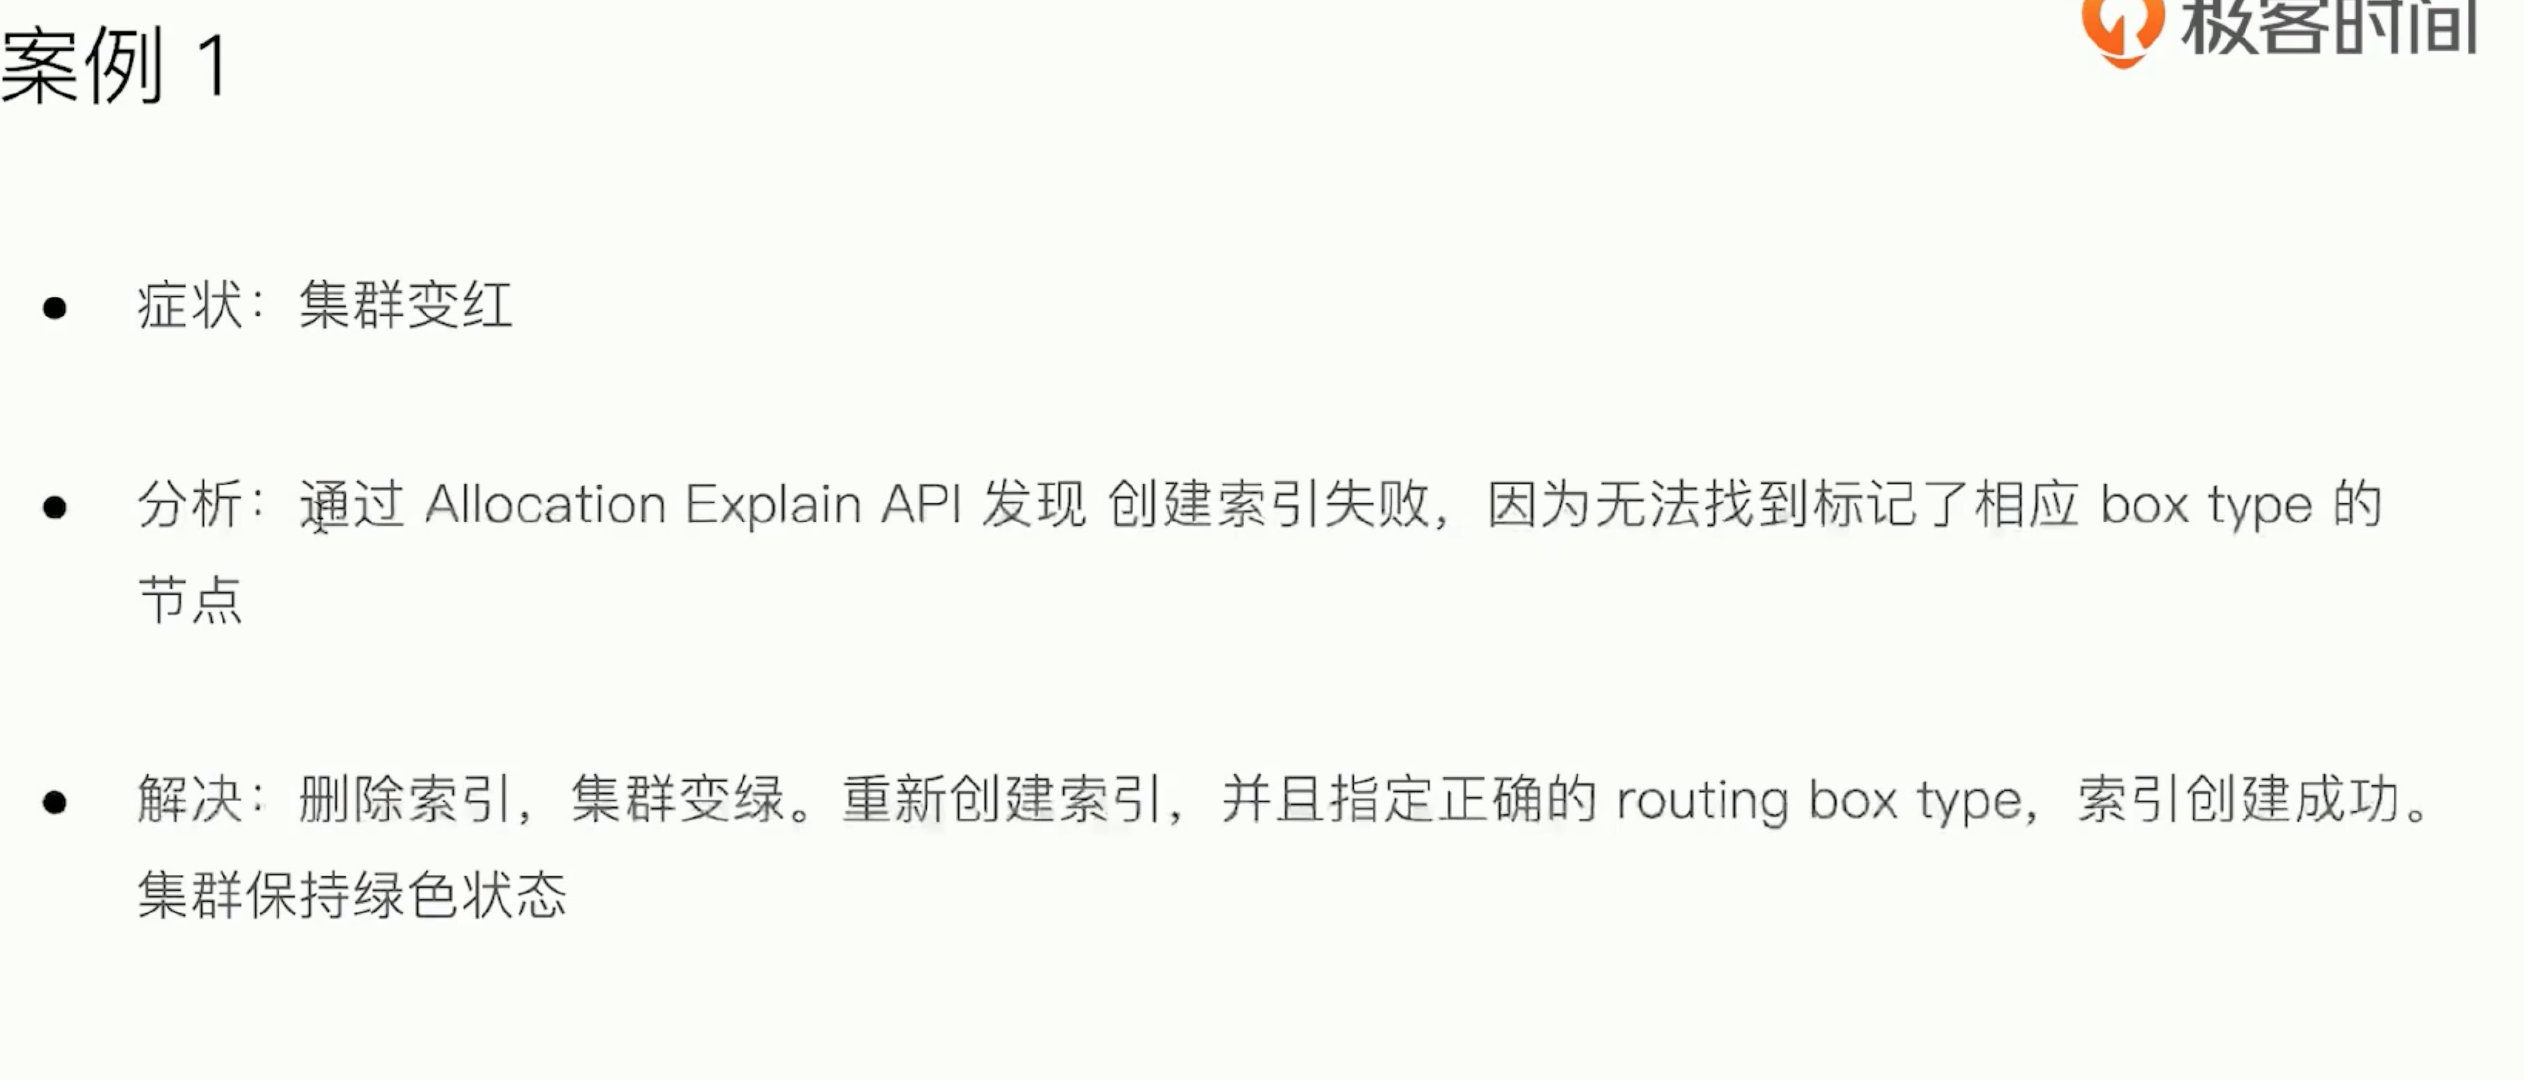 极客时间
案例 1
症状：集群变红
分析：通过 Allocation Explain API 发现 创建索引失败，因为无法找到标记了相应 box type 的
节点
解决：删除索引，集群变绿。重新创建索引，并且指定正确的 routing box type，索引创建成功。
集群保持绿色状态